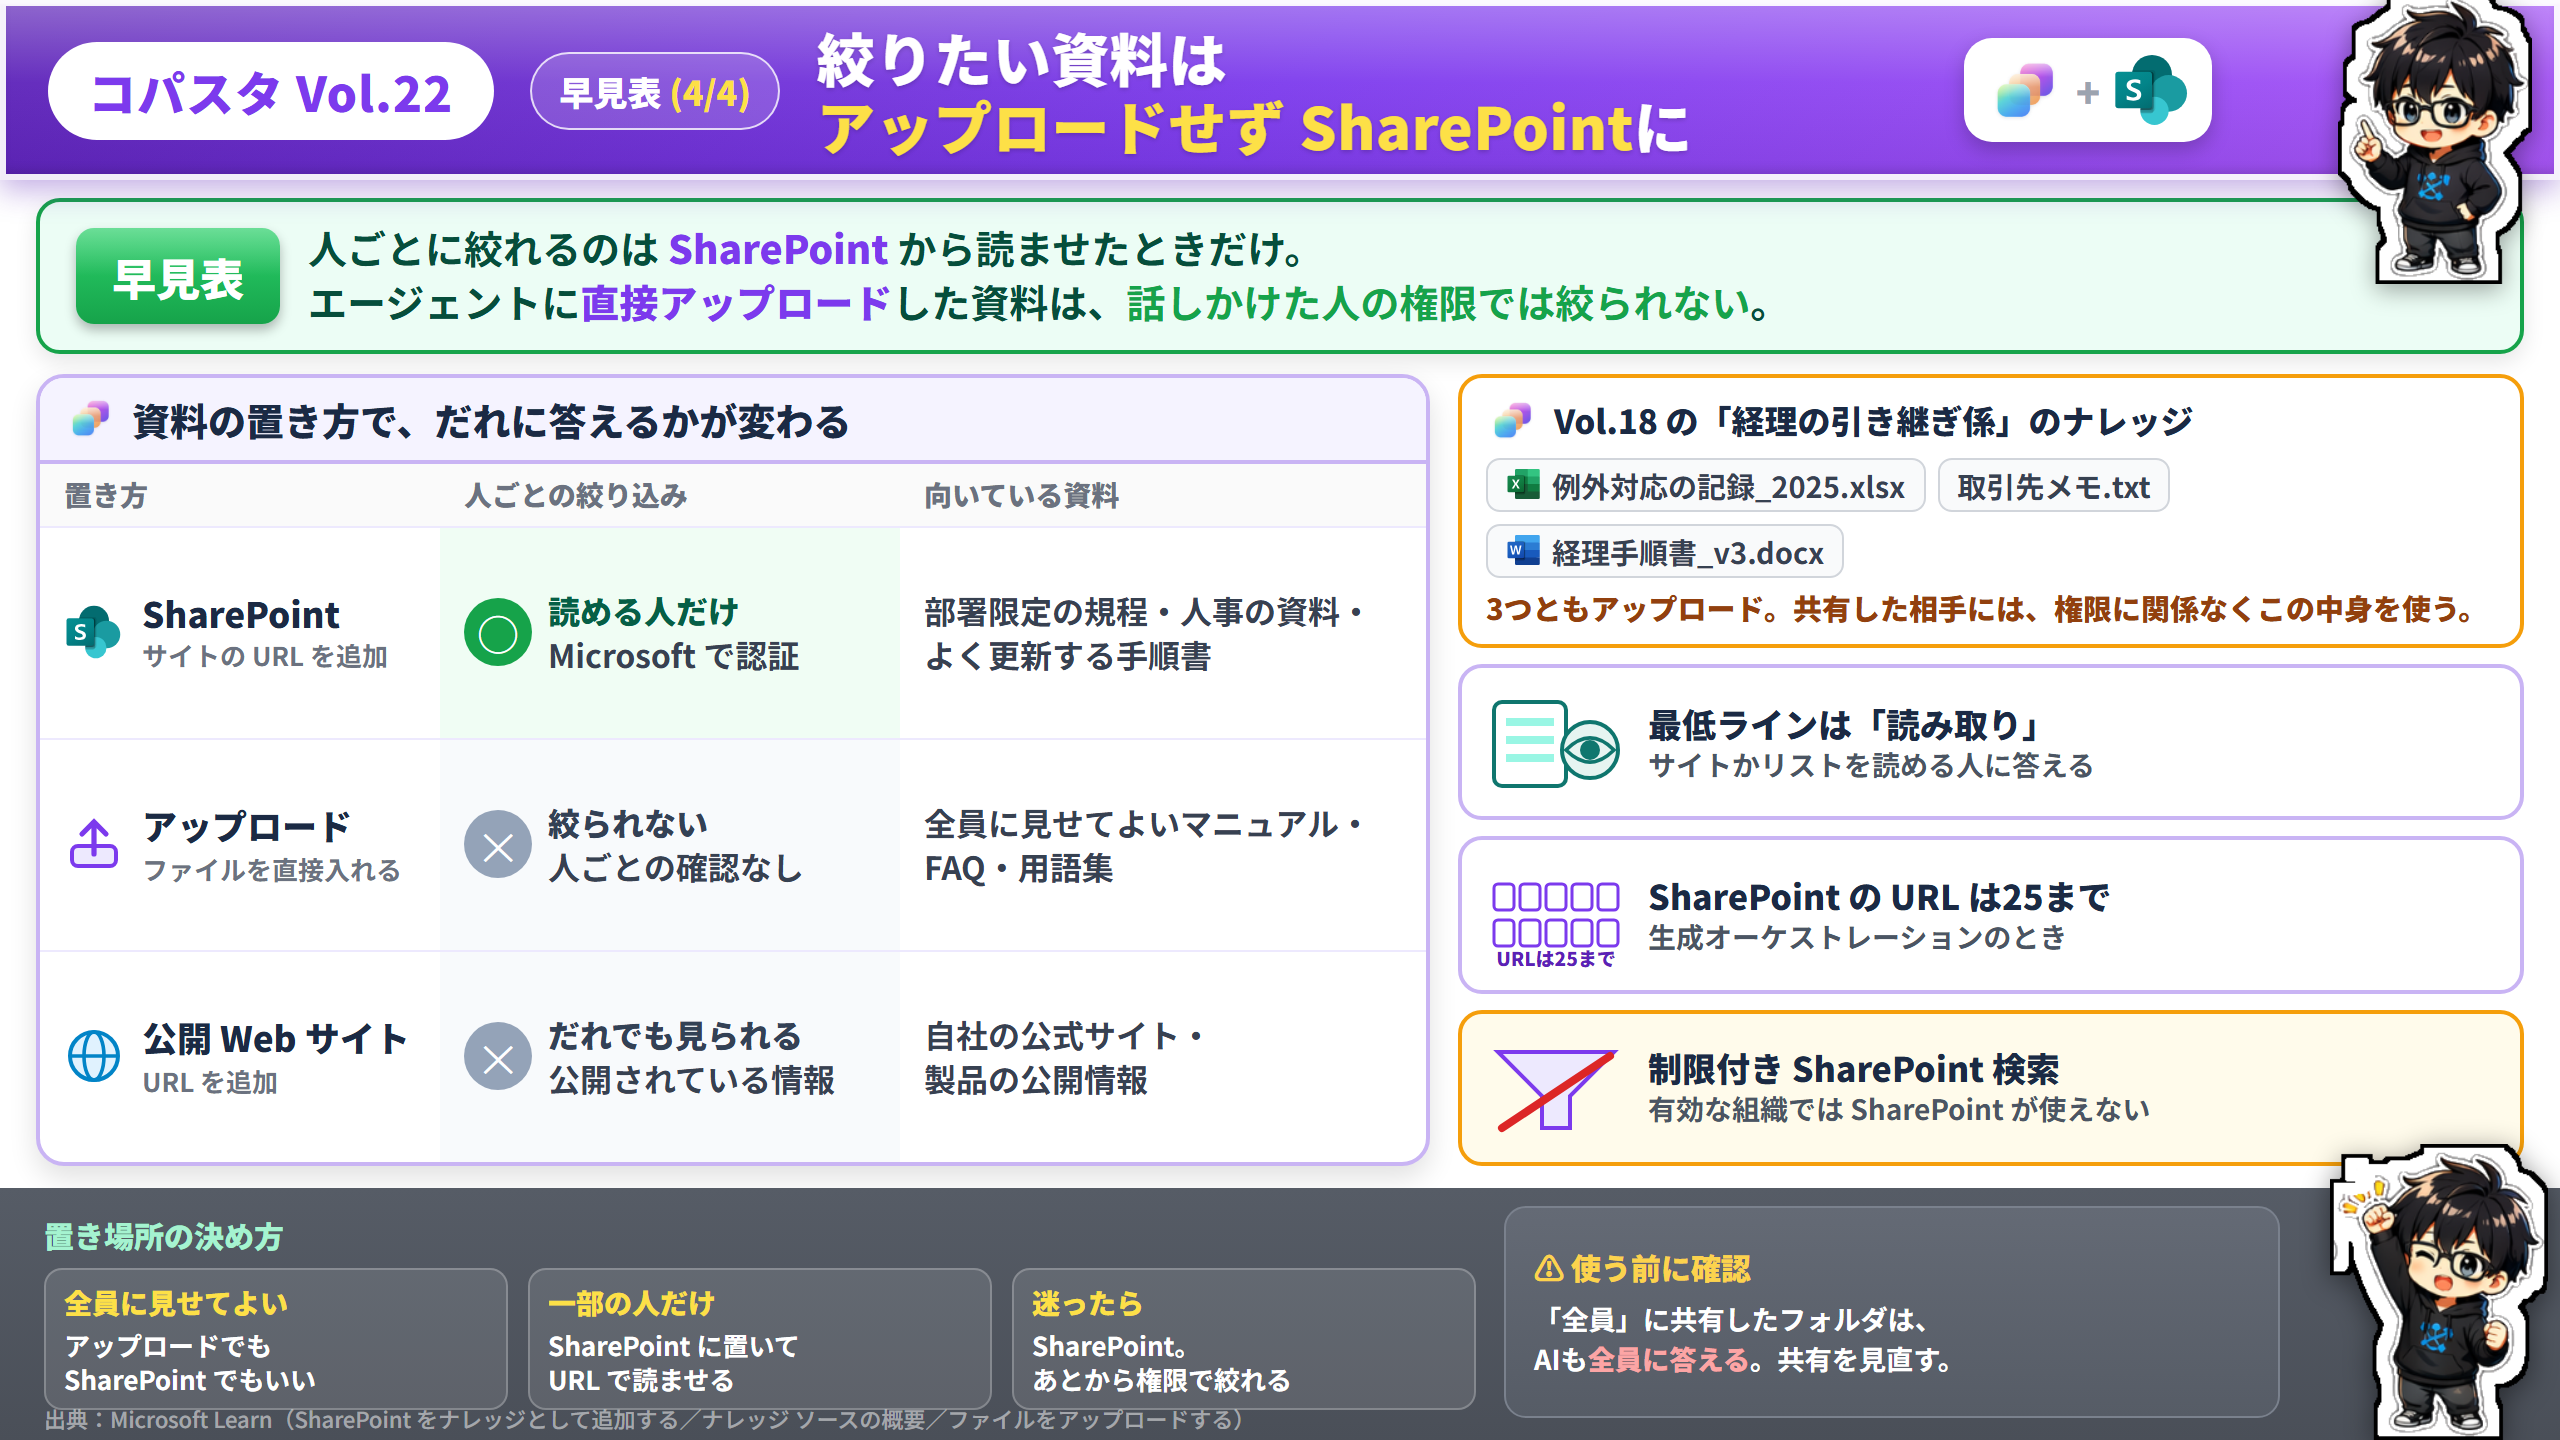 コパスタ Vol.22
早見表 (4/4)
絞りたい資料は
アップロードせず SharePointに
早見表
人ごとに絞れるのは SharePoint から読ませたときだけ。
エージェントに直接アップロードした資料は、話しかけた人の権限では絞られない。
資料の置き方で、だれに答えるかが変わる
置き方
人ごとの絞り込み
向いている資料
SharePoint
サイトの URL を追加
読める人だけ
Microsoft で認証
部署限定の規程・人事の資料・
よく更新する手順書
アップロード
ファイルを直接入れる
絞られない
人ごとの確認なし
全員に見せてよいマニュアル・
FAQ・用語集
公開 Web サイト
URL を追加
だれでも見られる
公開されている情報
自社の公式サイト・
製品の公開情報
Vol.18 の「経理の引き継ぎ係」のナレッジ
例外対応の記録_2025.xlsx
取引先メモ.txt
経理手順書_v3.docx
3つともアップロード。共有した相手には、権限に関係なくこの中身を使う。
最低ラインは「読み取り」
サイトかリストを読める人に答える
URLは25まで
SharePoint の URL は25まで
生成オーケストレーションのとき
制限付き SharePoint 検索
有効な組織では SharePoint が使えない
置き場所の決め方
全員に見せてよい
アップロードでも
SharePoint でもいい
一部の人だけ
SharePoint に置いて
URL で読ませる
迷ったら
SharePoint。
あとから権限で絞れる
⚠ 使う前に確認
「全員」に共有したフォルダは、
AIも全員に答える。共有を見直す。
出典：Microsoft Learn（SharePoint をナレッジとして追加する／ナレッジ ソースの概要／ファイルをアップロードする）